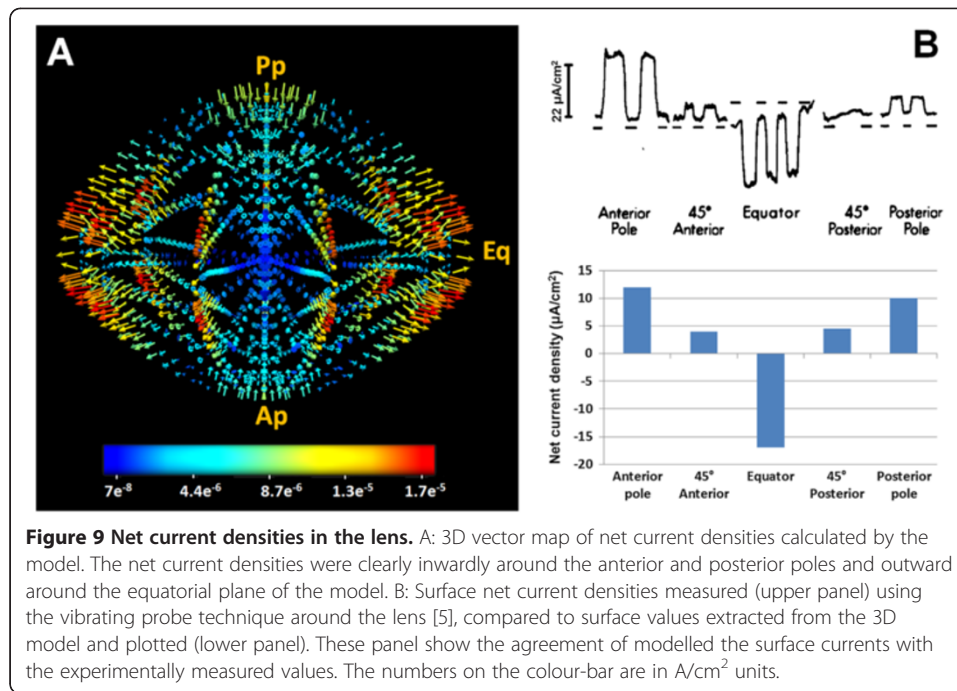 A
Pp
Eq
Ap
7e-8 4.4e-6 8.7e-6 1.3e-5 1.7e-5
B
22 µA/cm²
Anterior Pole
45° Anterior
Equator
45° Posterior
Posterior Pole
Net current density (µA/cm²)
15
10
5
0
-5
-10
-15
-20
Anterior pole
45° Anterior
Equator
45° Posterior
Posterior pole
Figure 9 Net current densities in the lens. A: 3D vector map of net current densities calculated by the
model. The net current densities were clearly inwardly around the anterior and posterior poles and outward
around the equatorial plane of the model. B: Surface net current densities measured (upper panel) using
the vibrating probe technique around the lens [5], compared to surface values extracted from the 3D
model and plotted (lower panel). These panel show the agreement of modelled the surface currents with
the experimentally measured values. The numbers on the colour-bar are in A/cm² units.